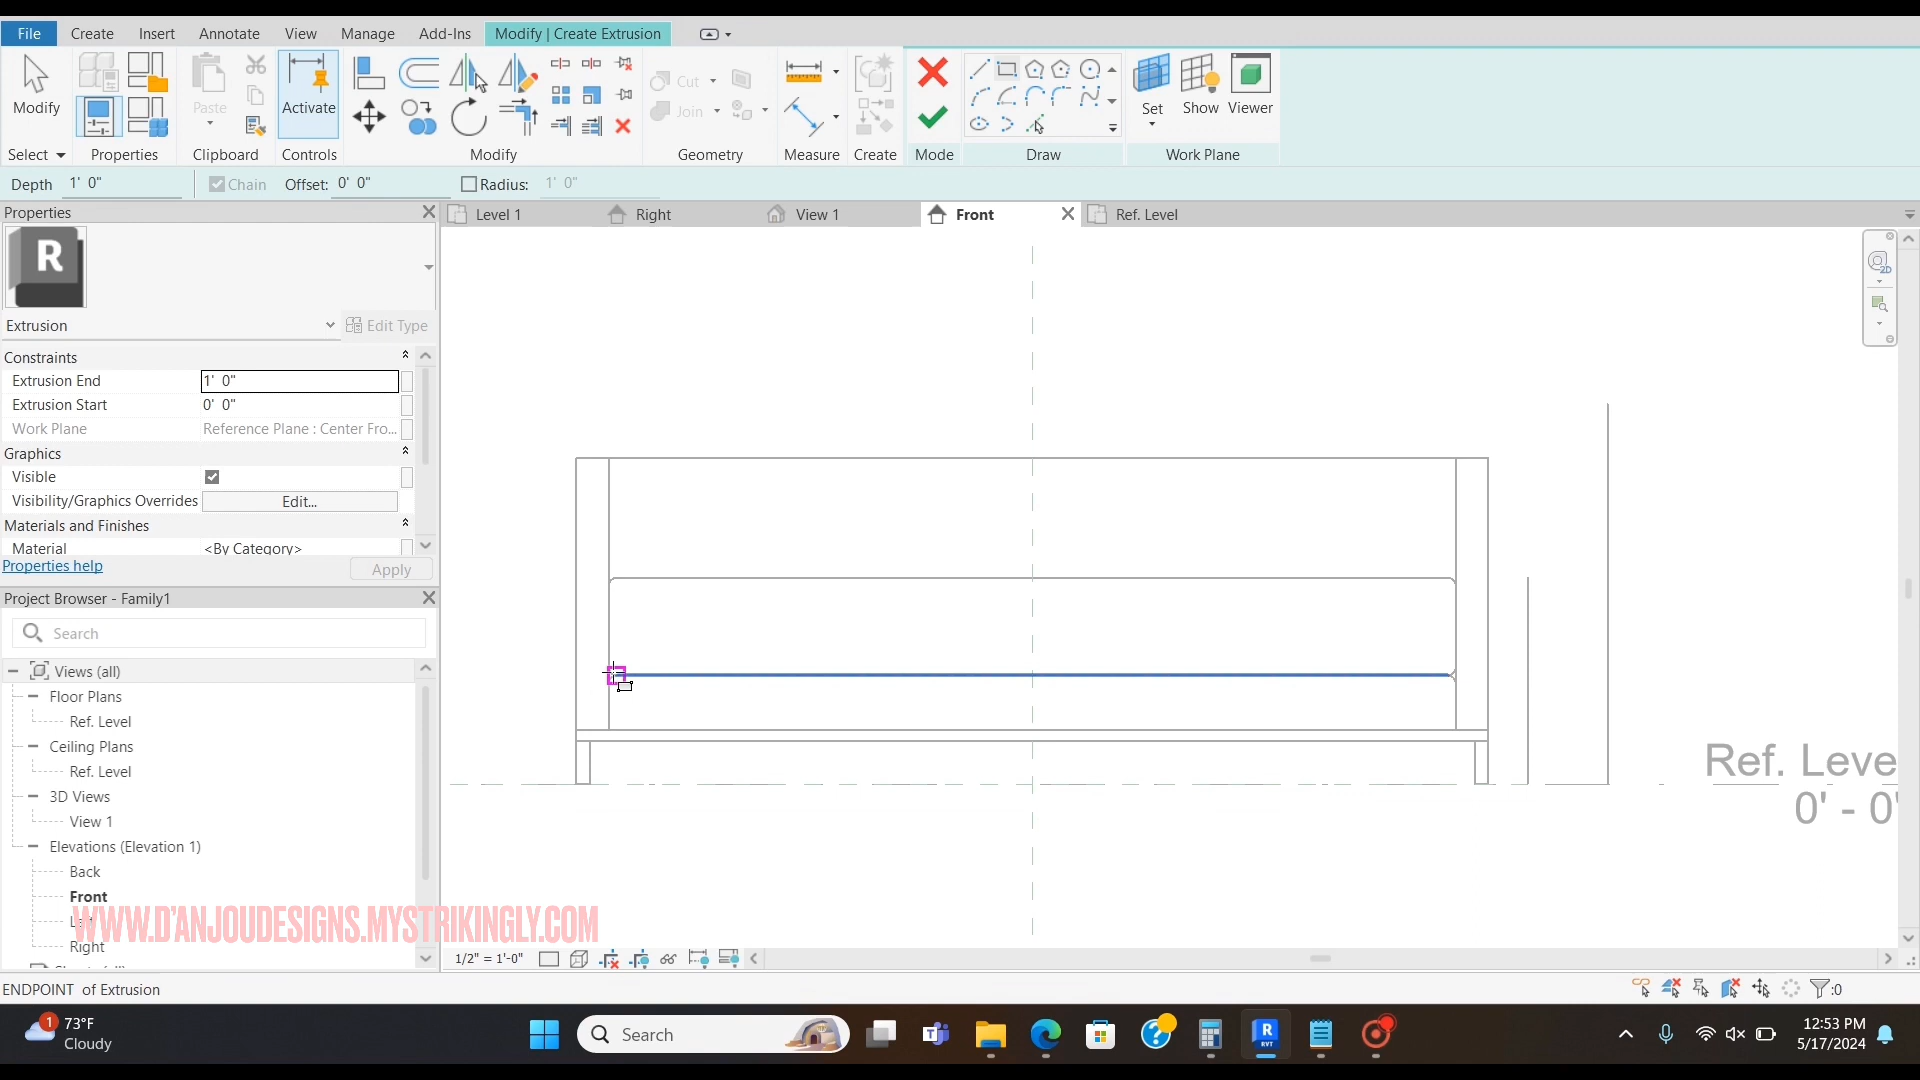 File Create Insert Annotate View Manage Add-Ins Modify | Create Extrusion
Modify Paste Activate Cut Join Set Show Viewer
Select Properties Clipboard Controls Modify Geometry Measure Create Mode Draw Work Plane
Depth 1' 0" Chain Offset: 0' 0" Radius: 1' 0"
Properties
Level 1 Right View 1 Front Ref. Level
R
2D
Extrusion Edit Type
Constraints
Extrusion End 1' 0"
Extrusion Start 0' 0"
Work Plane Reference Plane : Center Fro...
Graphics
Visible
Visibility/Graphics Overrides Edit...
Materials and Finishes
Material <By Category>
Properties help Apply
Project Browser - Family1
Search
Views (all)
Floor Plans
Ref. Level
Ceiling Plans
Ref. Level
3D Views
View 1
Elevations (Elevation 1)
Back
Front
Right
WWW.D'ANJOUDESIGNS.MYSTRIKINGLY.COM
Ref. Leve
0' - 0'
1/2" = 1'-0"
ENDPOINT of Extrusion
:0
1
73°F
Cloudy
Search
R
RVT
12:53 PM
5/17/2024